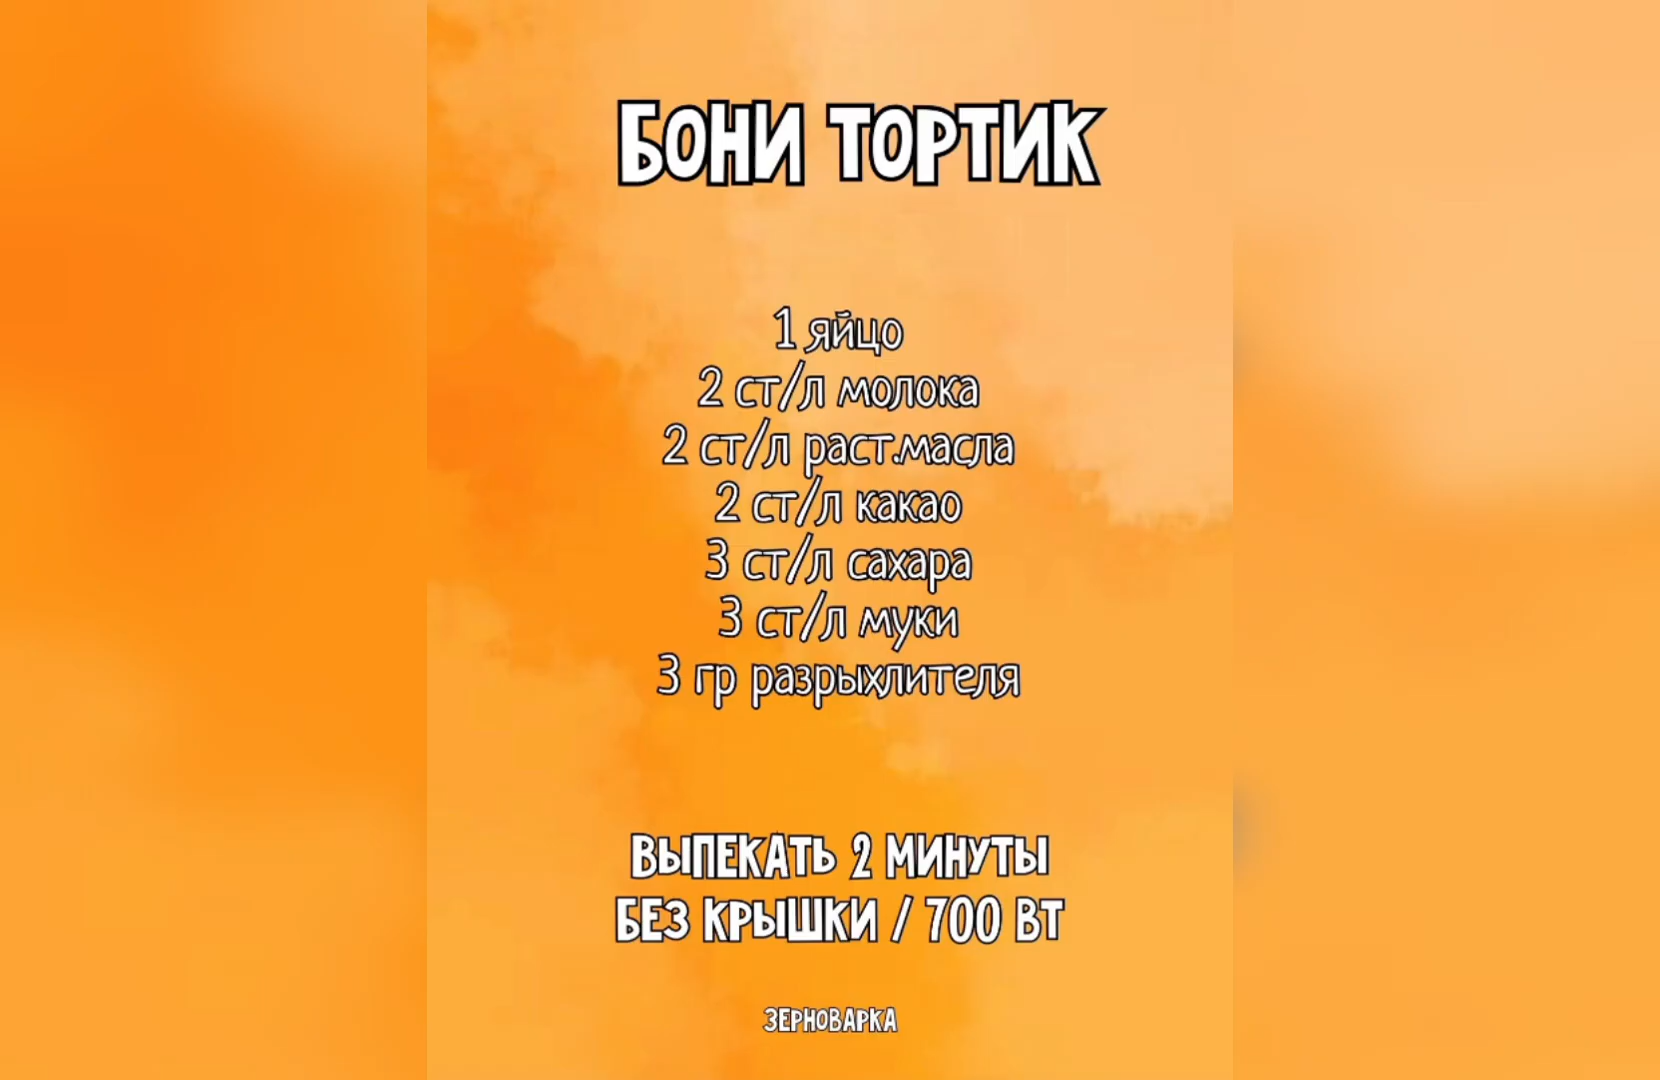 БОНИ ТОРТИК
1 яйцо
2 ст/л молока
2 ст/л раст.масла
2 ст/л какао
3 ст/л сахара
3 ст/л муки
3 гр разрыхлителя
ВЫПЕКАТЬ 2 МИНУТЫ
БЕЗ КРЫШКИ / 700 ВТ
ЗЕРНОВАРКА